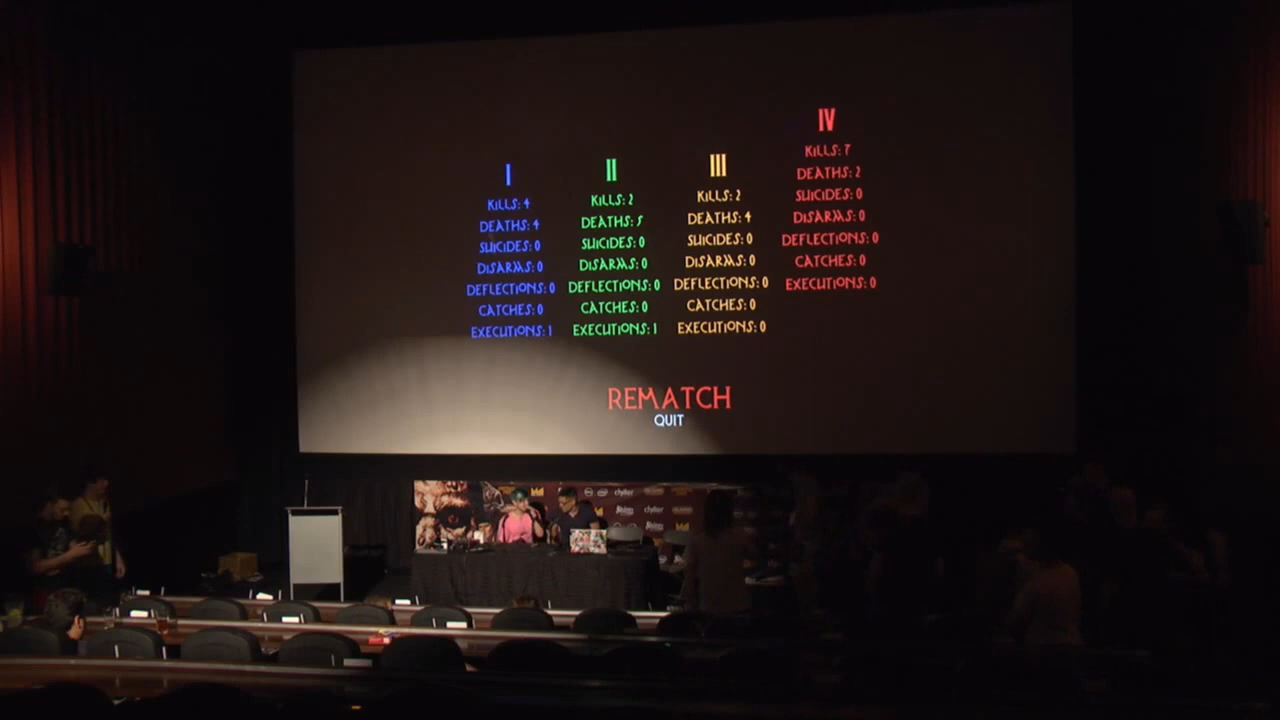 I
KILLS: 4
DEATHS: 4
SUICIDES: 0
DISARMS: 0
DEFLECTIONS: 0
CATCHES: 0
EXECUTIONS: 1
II
KILLS: 2
DEATHS: 5
SUICIDES: 0
DISARMS: 0
DEFLECTIONS: 0
CATCHES: 0
EXECUTIONS: 1
III
KILLS: 2
DEATHS: 4
SUICIDES: 0
DISARMS: 0
DEFLECTIONS: 0
CATCHES: 0
EXECUTIONS: 0
IV
KILLS: 7
DEATHS: 2
SUICIDES: 0
DISARMS: 0
DEFLECTIONS: 0
CATCHES: 0
EXECUTIONS: 0
REMATCH
QUIT
chiller
chiller